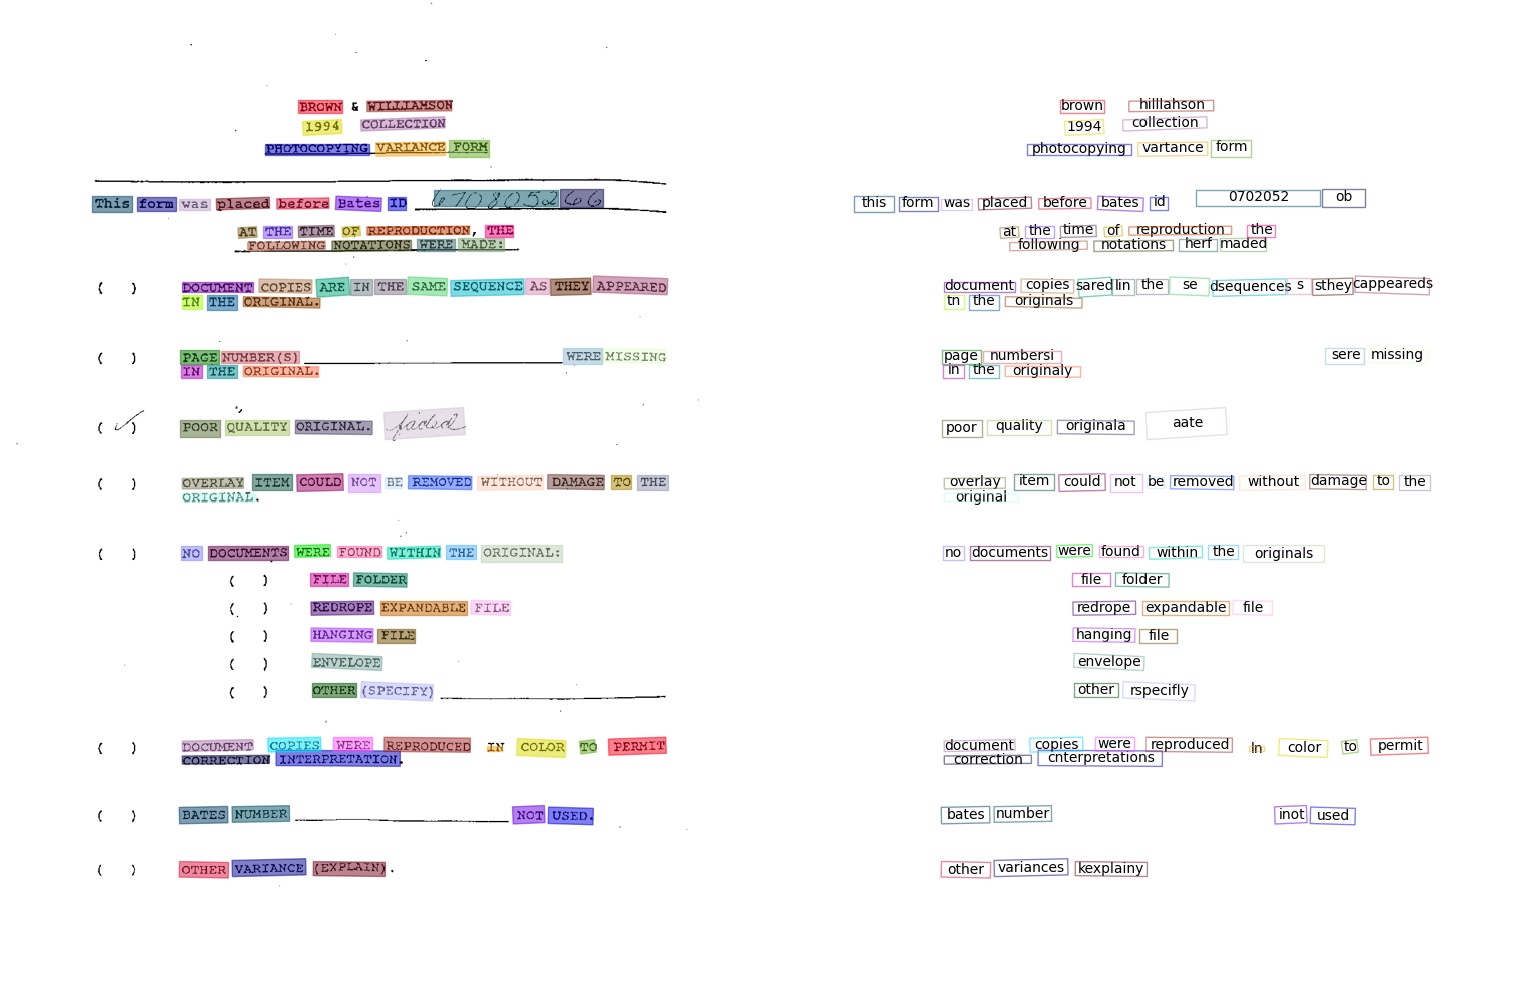 BROWN & WILLIAMSON
1994 COLLECTION
PHOTOCOPYING VARIANCE FORM
This form was placed before Bates ID 670805266
AT THE TIME OF REPRODUCTION, THE
FOLLOWING NOTATIONS WERE MADE:
( ) DOCUMENT COPIES ARE IN THE SAME SEQUENCE AS THEY APPEARED
IN THE ORIGINAL.
( ) PAGE NUMBER(S) WERE MISSING
IN THE ORIGINAL.
(✓) POOR QUALITY ORIGINAL. faded
( ) OVERLAY ITEM COULD NOT BE REMOVED WITHOUT DAMAGE TO THE
ORIGINAL.
( ) NO DOCUMENTS WERE FOUND WITHIN THE ORIGINAL:
( ) FILE FOLDER
( ) REDROPE EXPANDABLE FILE
( ) HANGING FILE
( ) ENVELOPE
( ) OTHER (SPECIFY)
( ) DOCUMENT COPIES WERE REPRODUCED IN COLOR TO PERMIT
CORRECTION INTERPRETATION.
( ) BATES NUMBER NOT USED.
( ) OTHER VARIANCE (EXPLAIN).
brown hilllahson
1994 collection
photocopying vartance form
this form was placed before bates id 0702052 ob
at the time of reproduction the
following notations herf maded
document copies sared lin the se dsequences s sthey cappeareds
tn the originals
page numbersi sere missing
in the originaly
poor quality originala aate
overlay item could not be removed without damage to the
original
no documents were found within the originals
file folder
redrope expandable file
hanging file
envelope
other rspecifly
document copies were reproduced in color to permit
correction cnterpretations
bates number inot used
other variances kexplainy